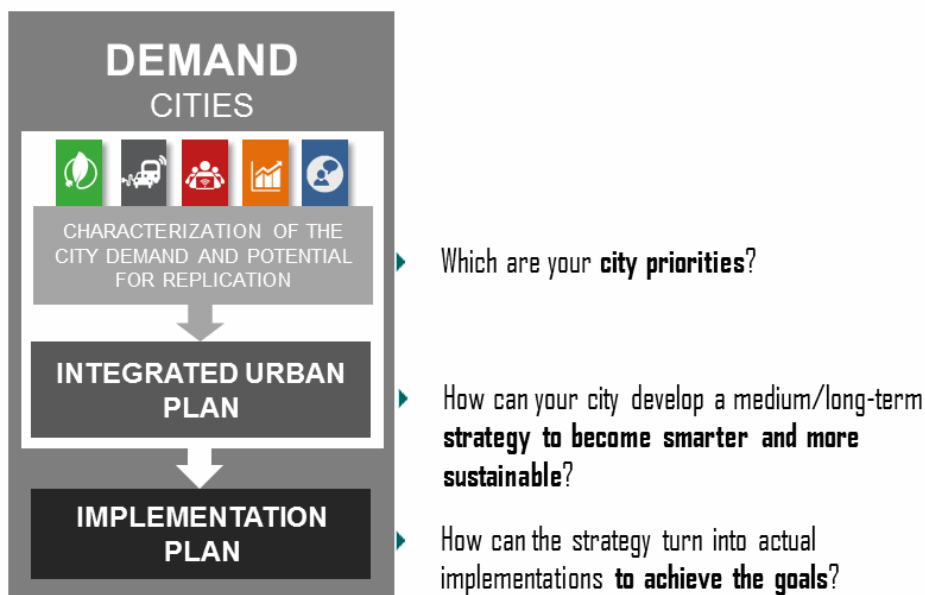 DEMAND
CITIES
CHARACTERIZATION OF THE
CITY DEMAND AND POTENTIAL
FOR REPLICATION
Which are your city priorities?
INTEGRATED URBAN
PLAN
How can your city develop a medium/long-term
strategy to become smarter and more
sustainable?
IMPLEMENTATION
PLAN
How can the strategy turn into actual
implementations to achieve the goals?